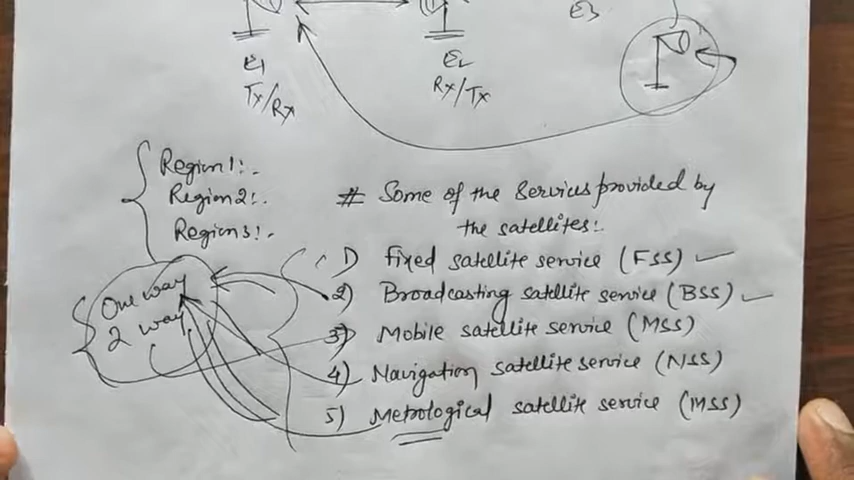 E1
E2
E3
Tx/Rx
Rx/Tx
Region1:.
Region2:.
Region3:.
One way
2 way
# Some of the Services provided by
the satellites:.
1) fixed satellite service (FSS)
2) Broadcasting satellite service (BSS)
3) Mobile satellite service (MSS)
4) Navigation satellite service (NSS)
5) Metrological satellite service (MSS)